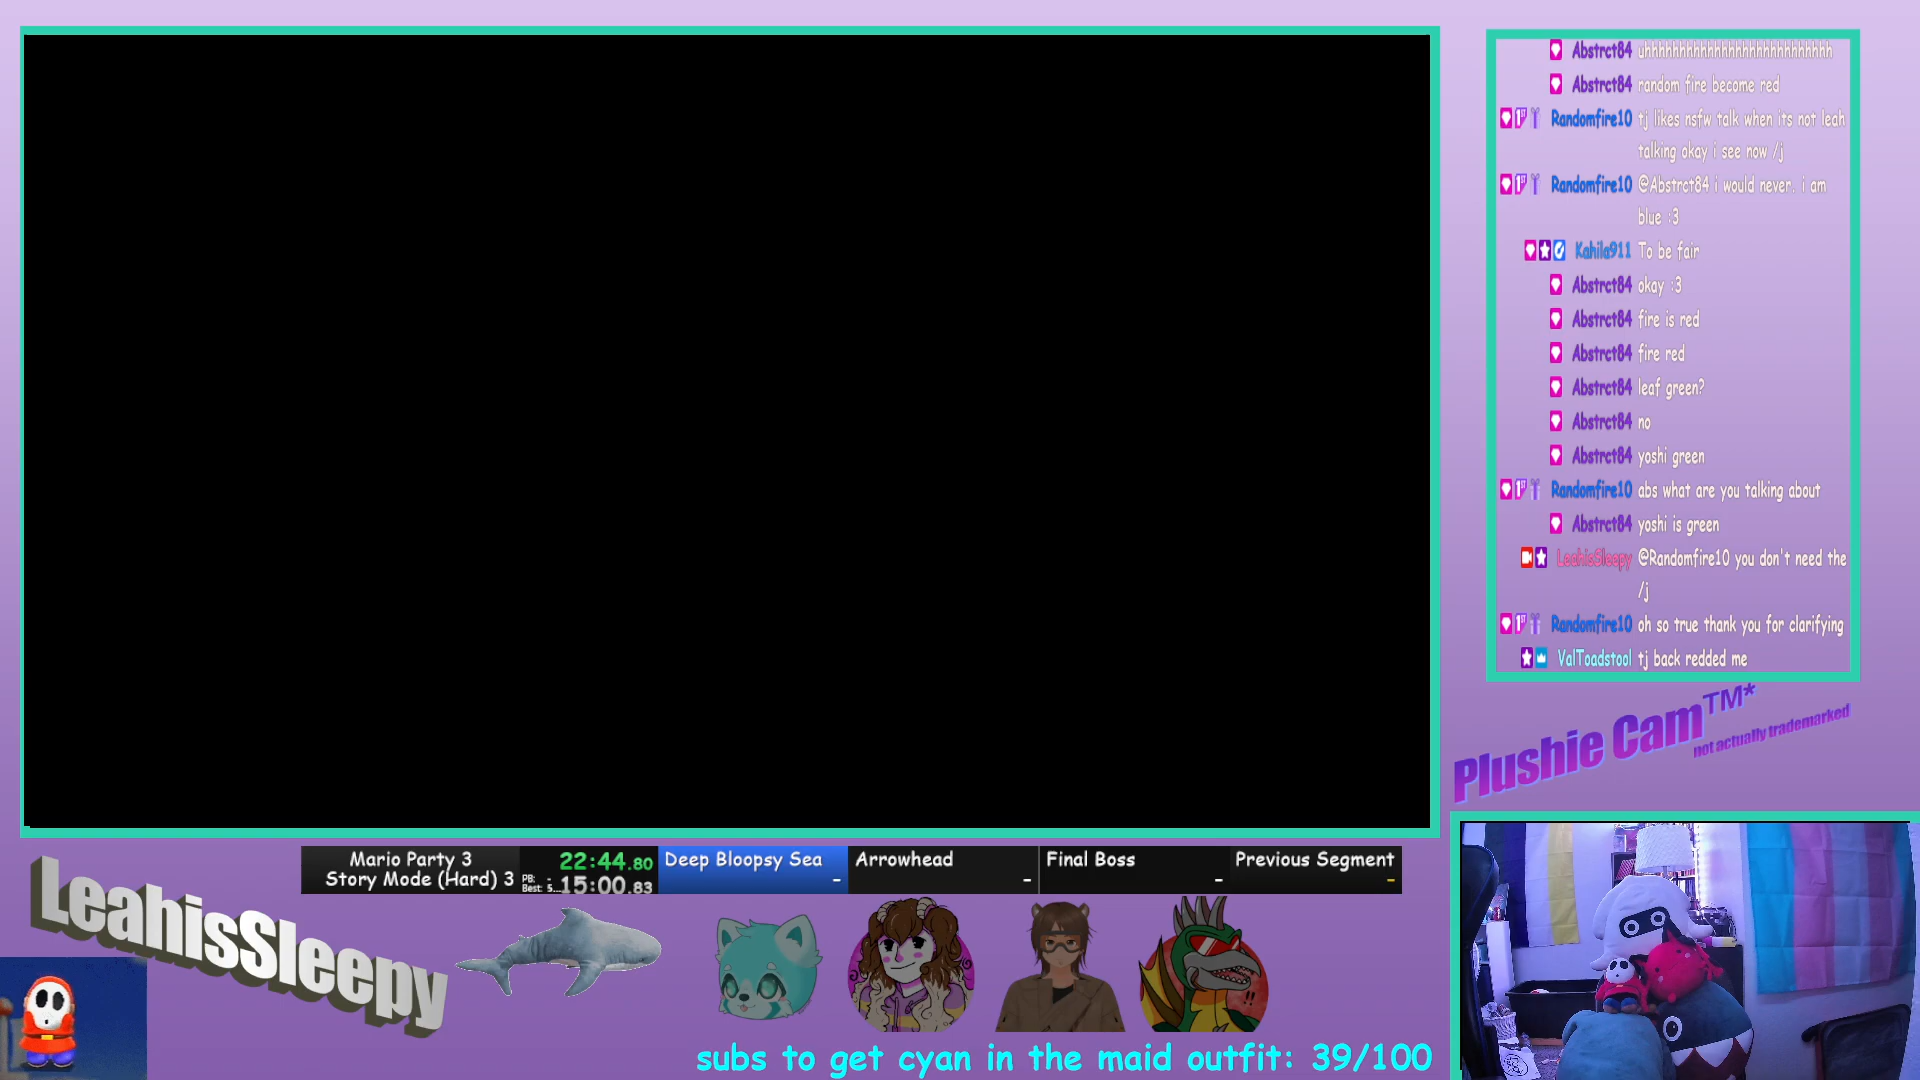 Abstrct84 uhhhhhhhhhhhhhhhhhhhhhhhhhhhh
Abstrct84 random fire become red
Randomfire10 tj likes nsfw talk when its not leah
talking okay i see now /j
Randomfire10 @Abstrct84 i would never. i am
blue :3
Kahila911 To be fair
Abstrct84 okay :3
Abstrct84 fire is red
Abstrct84 fire red
Abstrct84 leaf green?
Abstrct84 no
Abstrct84 yoshi green
Randomfire10 abs what are you talking about
Abstrct84 yoshi is green
LeahisSleepy @Randomfire10 you don't need the
/j
Randomfire10 oh so true thank you for clarifying
ValToadstool tj back redded me
Plushie Cam™*
not actually trademarked
Mario Party 3
Story Mode (Hard) 3
22:44.80
PB: -
Best: 5... 15:00.83
Deep Bloopsy Sea -
Arrowhead -
Final Boss -
Previous Segment -
LeahisSleepy
subs to get cyan in the maid outfit: 39/100